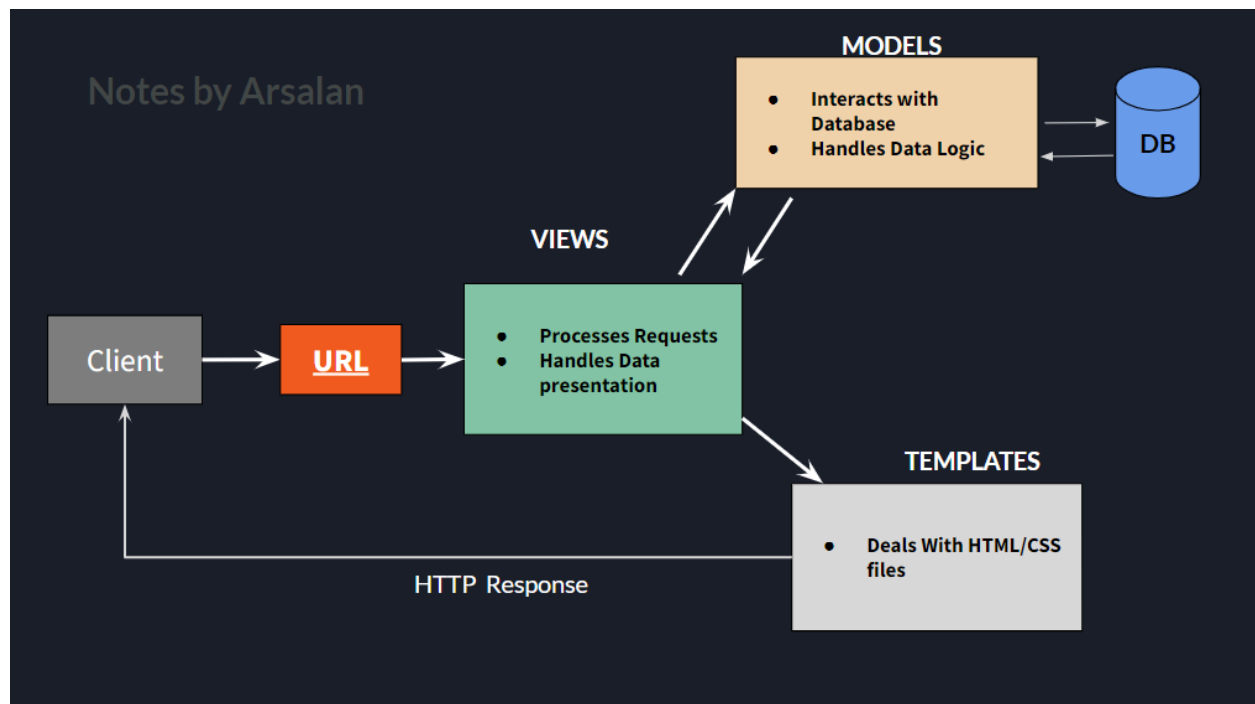 Notes by Arsalan
MODELS
● Interacts with
Database
● Handles Data Logic
DB
VIEWS
● Processes Requests
● Handles Data
presentation
Client
URL
TEMPLATES
● Deals With HTML/CSS
files
HTTP Response